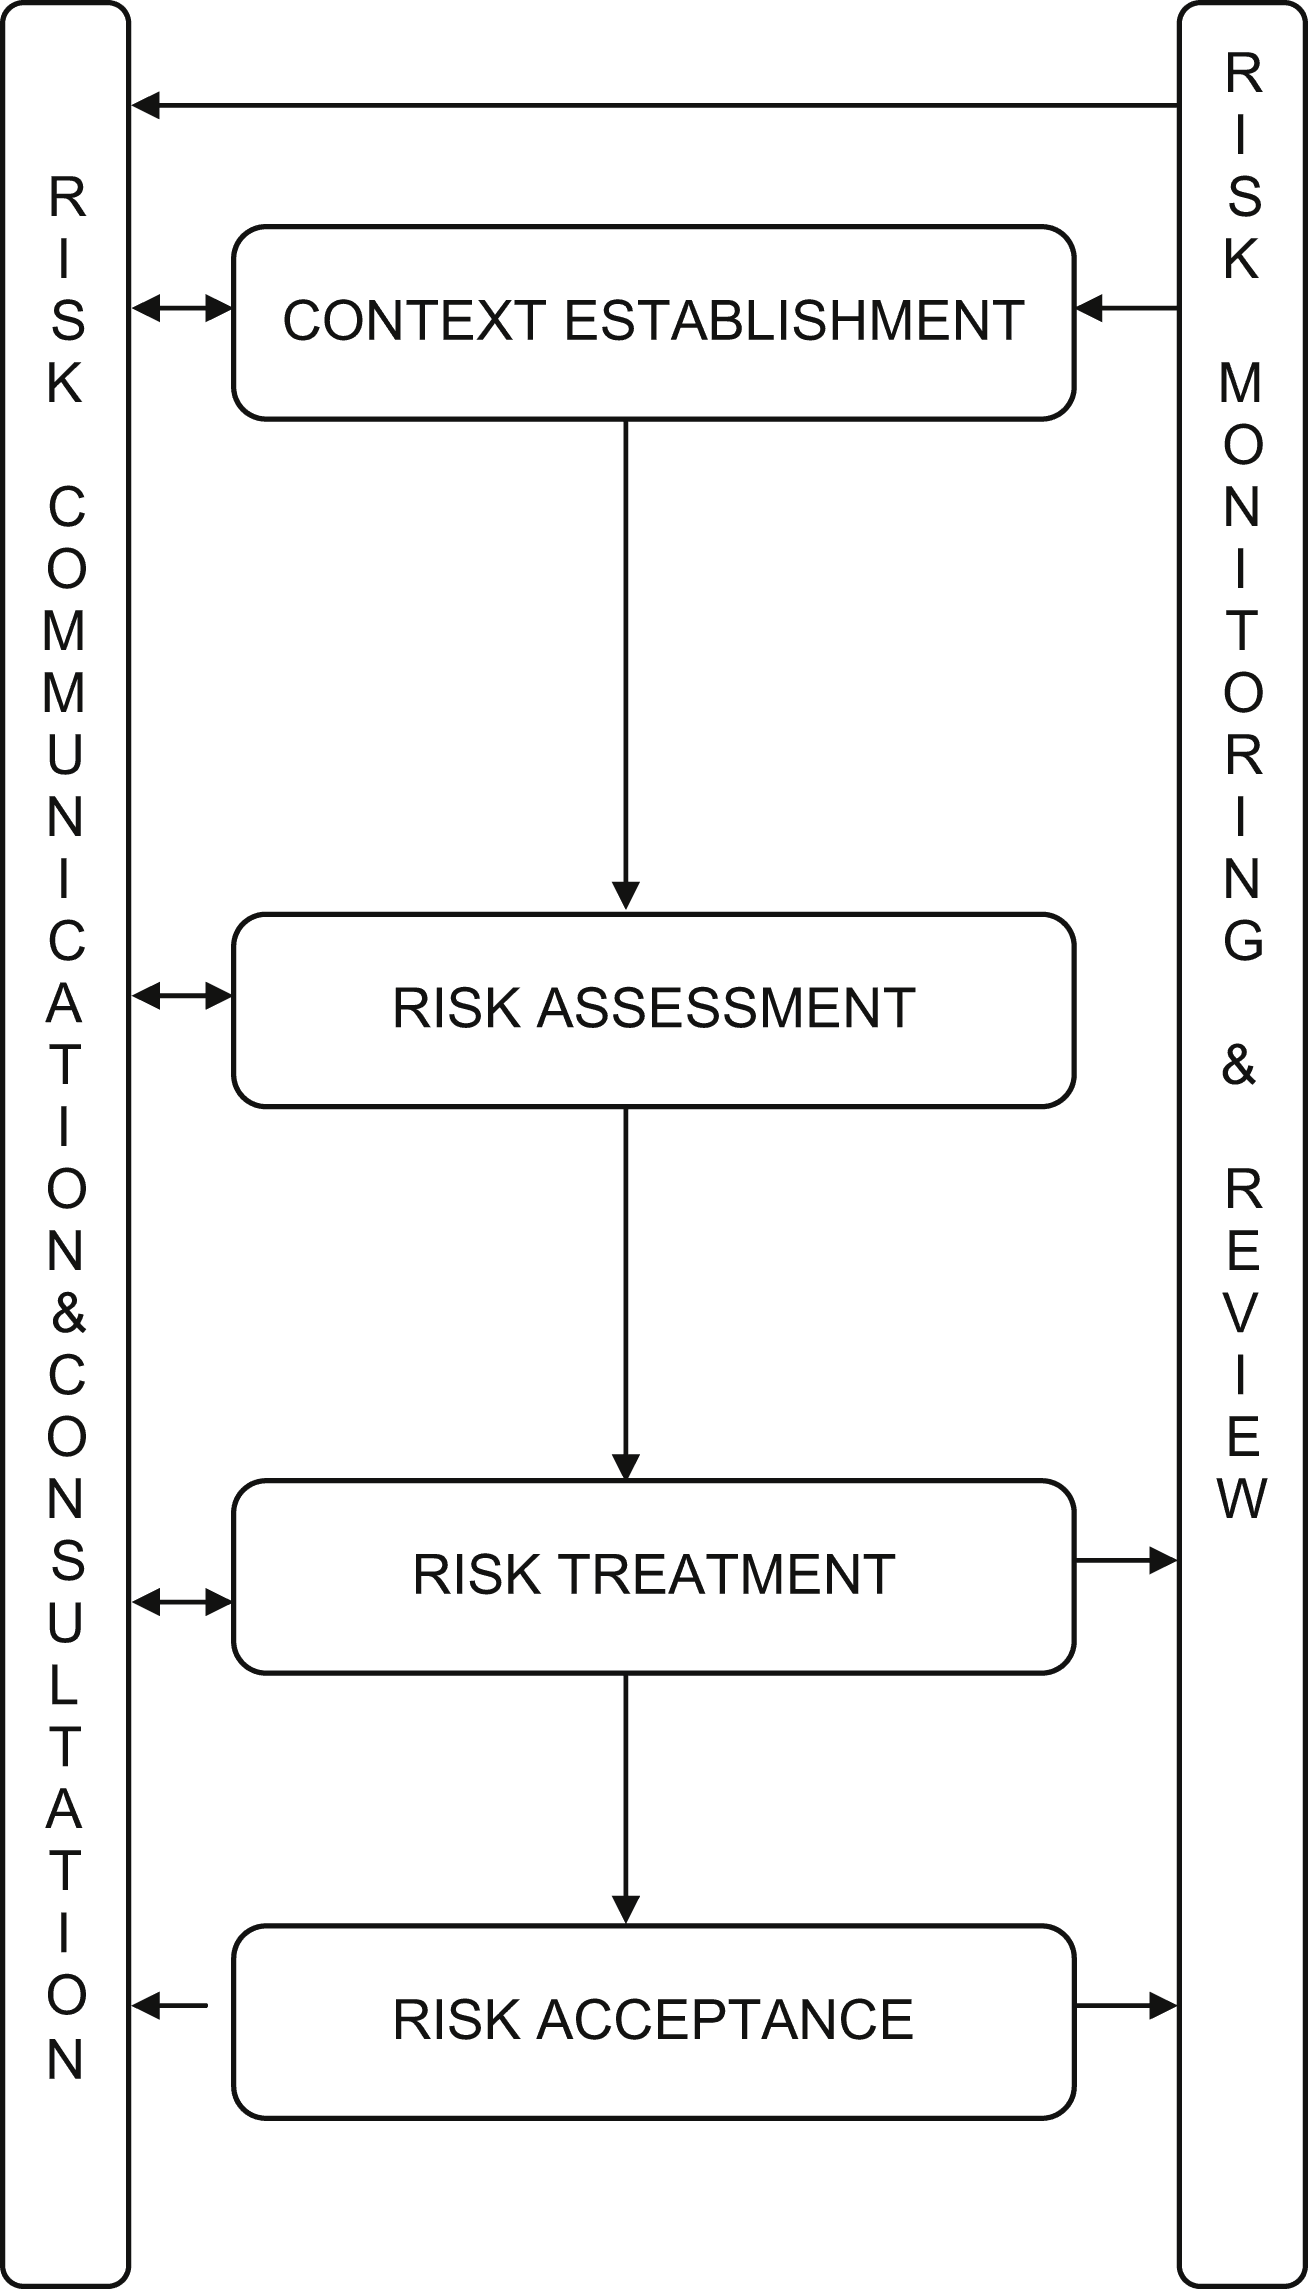 RISK COMMUNICATION&CONSULTATION
CONTEXT ESTABLISHMENT
RISK ASSESSMENT
RISK TREATMENT
RISK ACCEPTANCE
RISK MONITORING & REVIEW